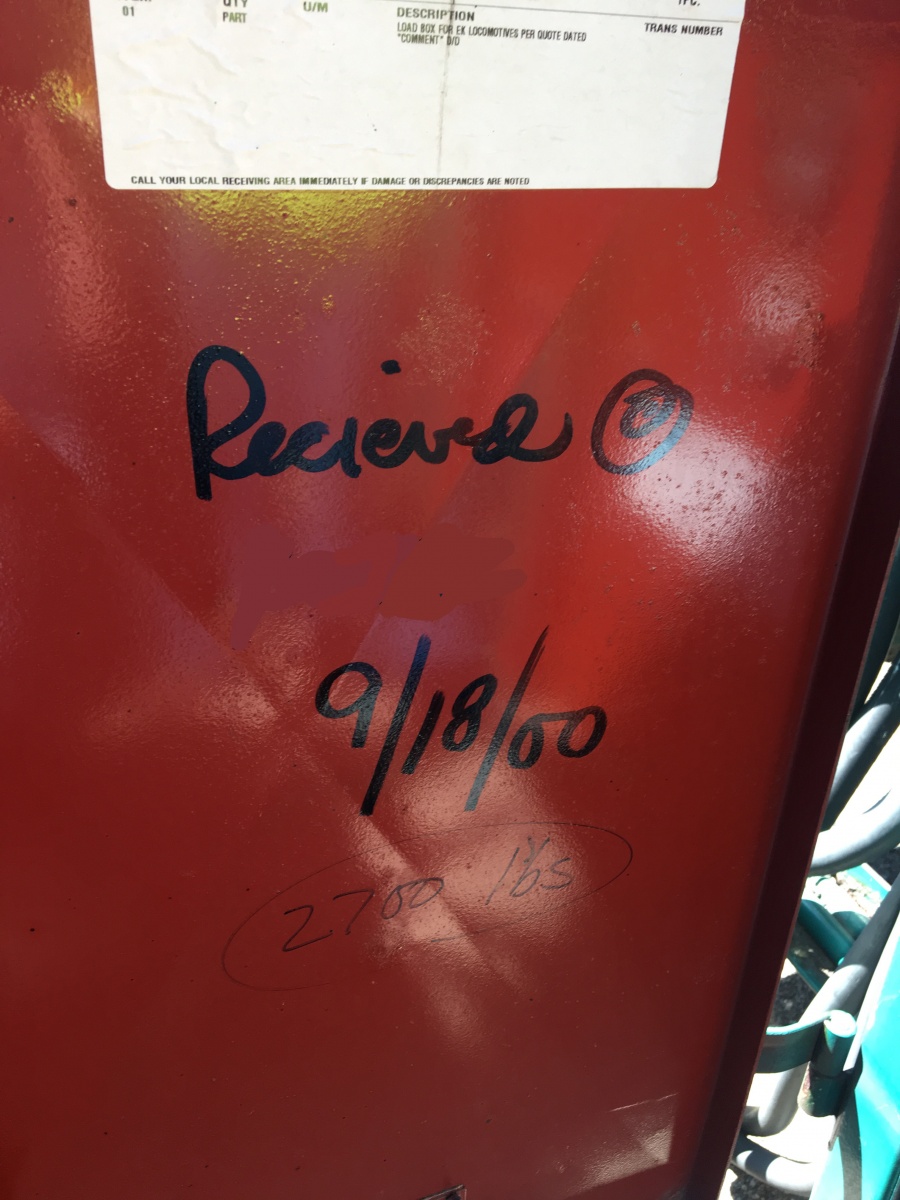 01 QTY U/M
PART DESCRIPTION
LOAD BOX FOR EK LOCOMOTIVES PER QUOTE DATED TRANS NUMBER
"COMMENT" D/D
CALL YOUR LOCAL RECEIVING AREA IMMEDIATELY IF DAMAGE OR DISCREPANCIES ARE NOTED
Recieved @
9/18/00
2700 lbs